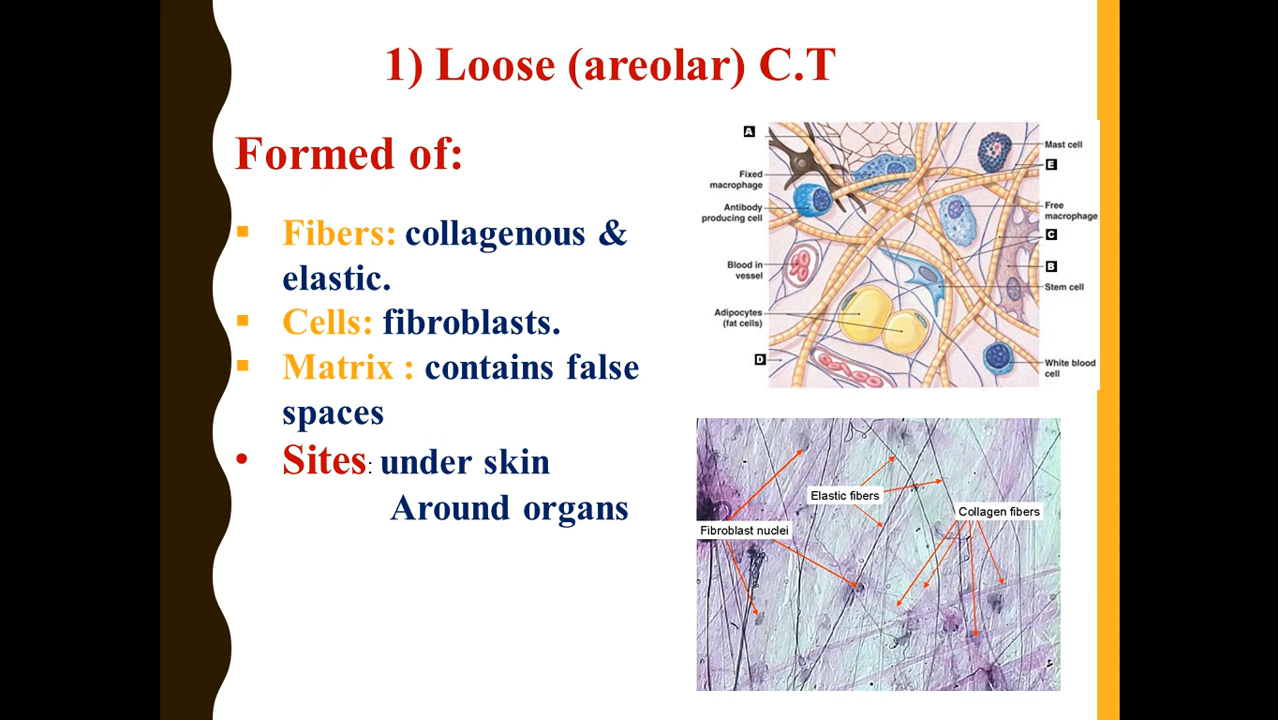 1) Loose (areolar) C.T
Formed of:
▪ Fibers: collagenous &
elastic.
▪ Cells: fibroblasts.
▪ Matrix : contains false
spaces
• Sites: under skin
Around organs
A
Fixed
macrophage
Antibody
producing cell
Blood in
vessel
Adipocytes
(fat cells)
D
Mast cell
E
Free
macrophage
C
B
Stem cell
White blood
cell
Elastic fibers
Collagen fibers
Fibroblast nuclei